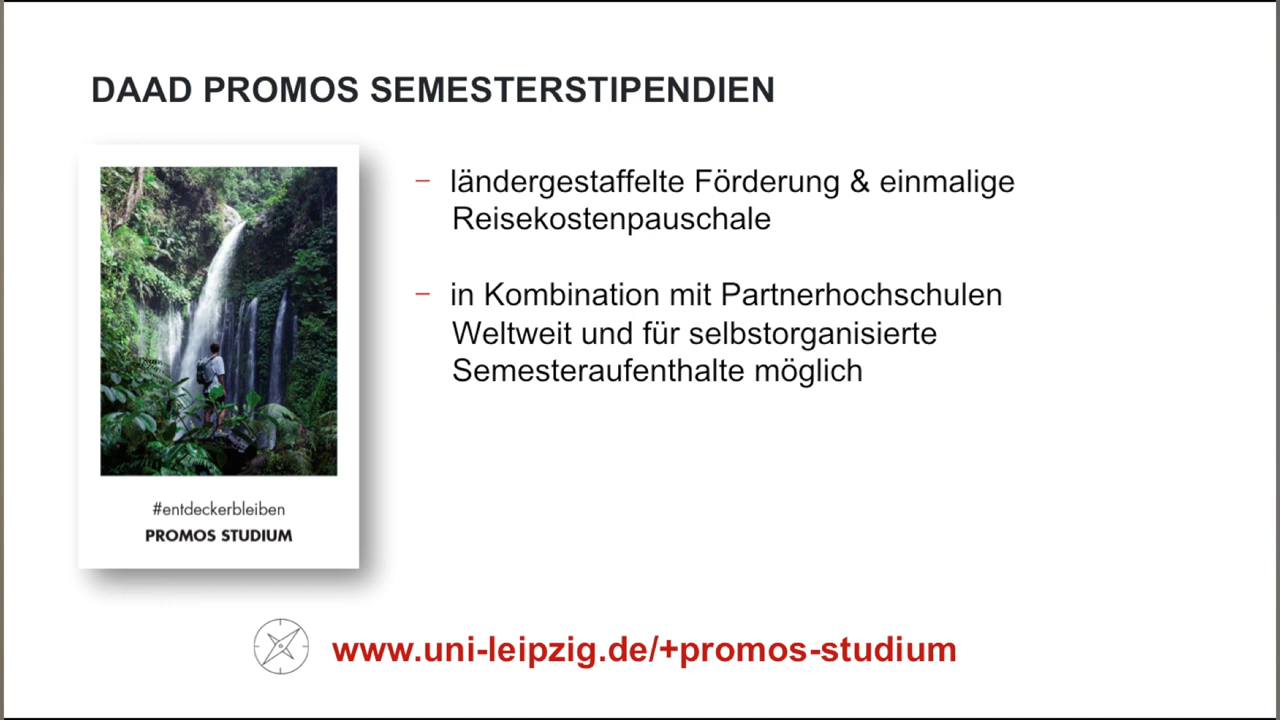 DAAD PROMOS SEMESTERSTIPENDIEN
– ländergestaffelte Förderung & einmalige
Reisekostenpauschale
– in Kombination mit Partnerhochschulen
Weltweit und für selbstorganisierte
Semesteraufenthalte möglich
#entdeckerbleiben
PROMOS STUDIUM
www.uni-leipzig.de/+promos-studium